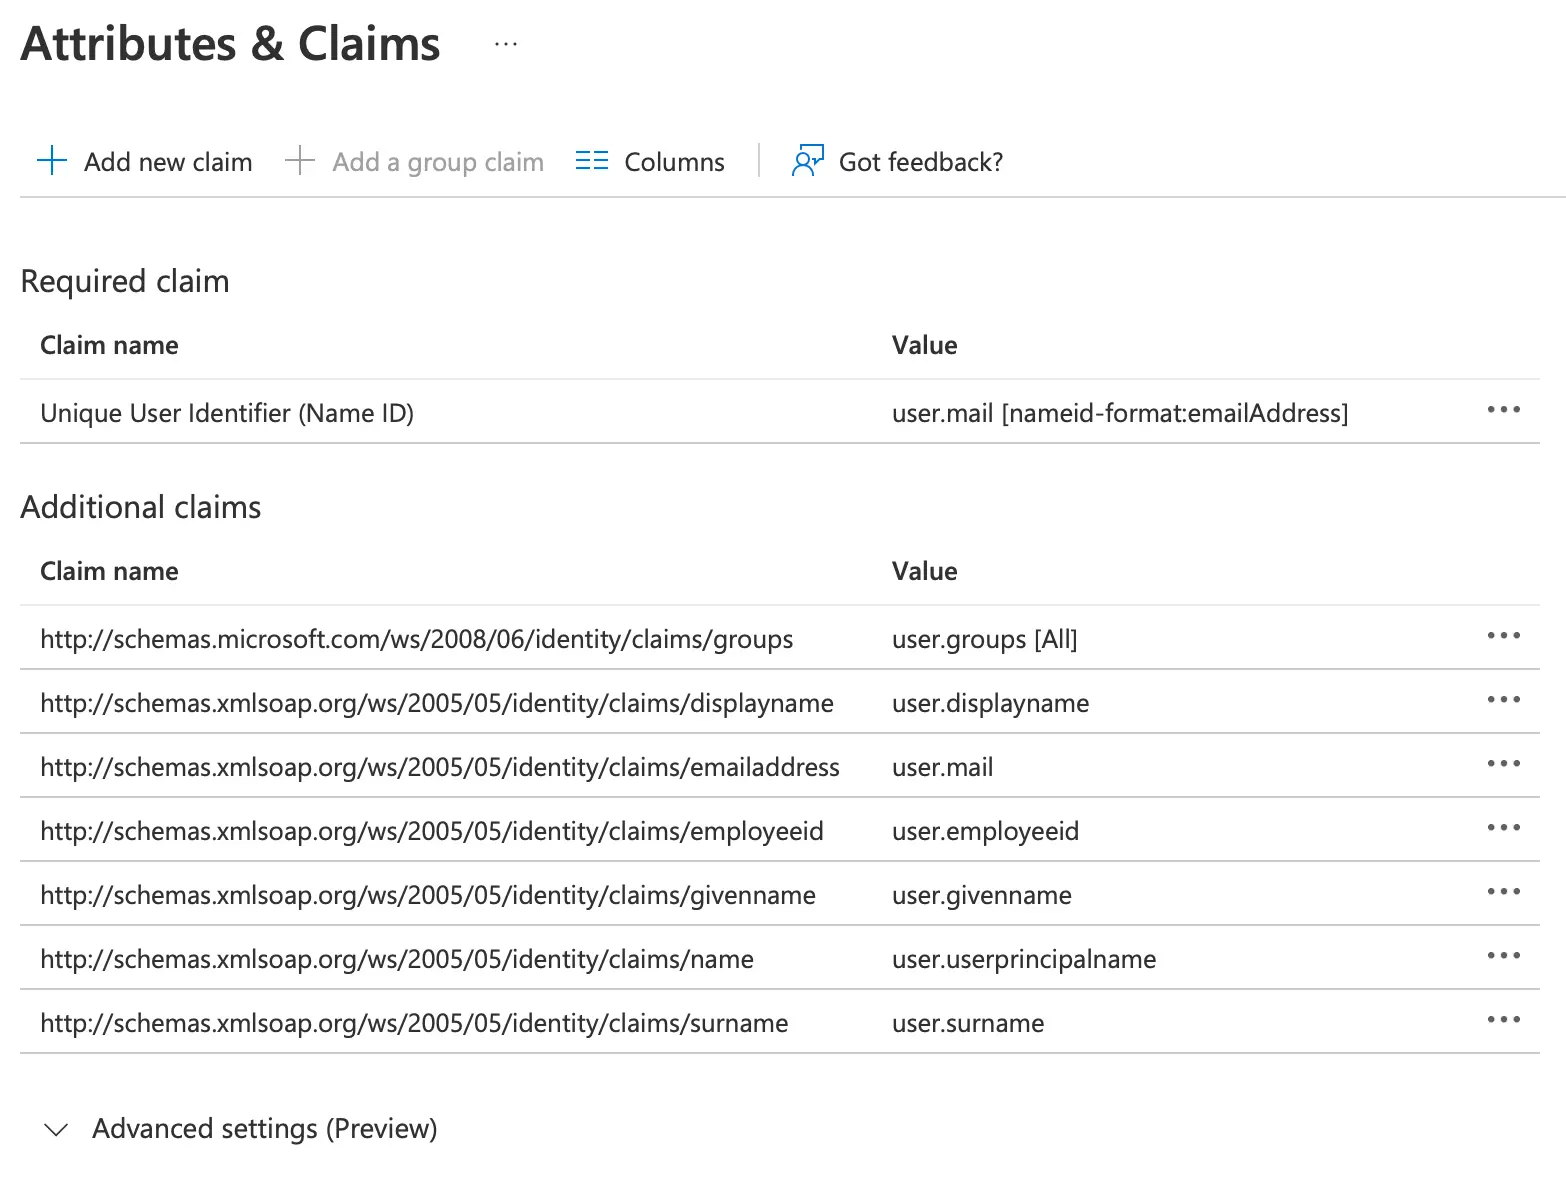 Attributes & Claims ...
Add new claim Add a group claim Columns Got feedback?
Required claim
Claim name Value
Unique User Identifier (Name ID) user.mail [nameid-format:emailAddress]
Additional claims
Claim name Value
http://schemas.microsoft.com/ws/2008/06/identity/claims/groups user.groups [All]
http://schemas.xmlsoap.org/ws/2005/05/identity/claims/displayname user.displayname
http://schemas.xmlsoap.org/ws/2005/05/identity/claims/emailaddress user.mail
http://schemas.xmlsoap.org/ws/2005/05/identity/claims/employeeid user.employeeid
http://schemas.xmlsoap.org/ws/2005/05/identity/claims/givenname user.givenname
http://schemas.xmlsoap.org/ws/2005/05/identity/claims/name user.userprincipalname
http://schemas.xmlsoap.org/ws/2005/05/identity/claims/surname user.surname
Advanced settings (Preview)